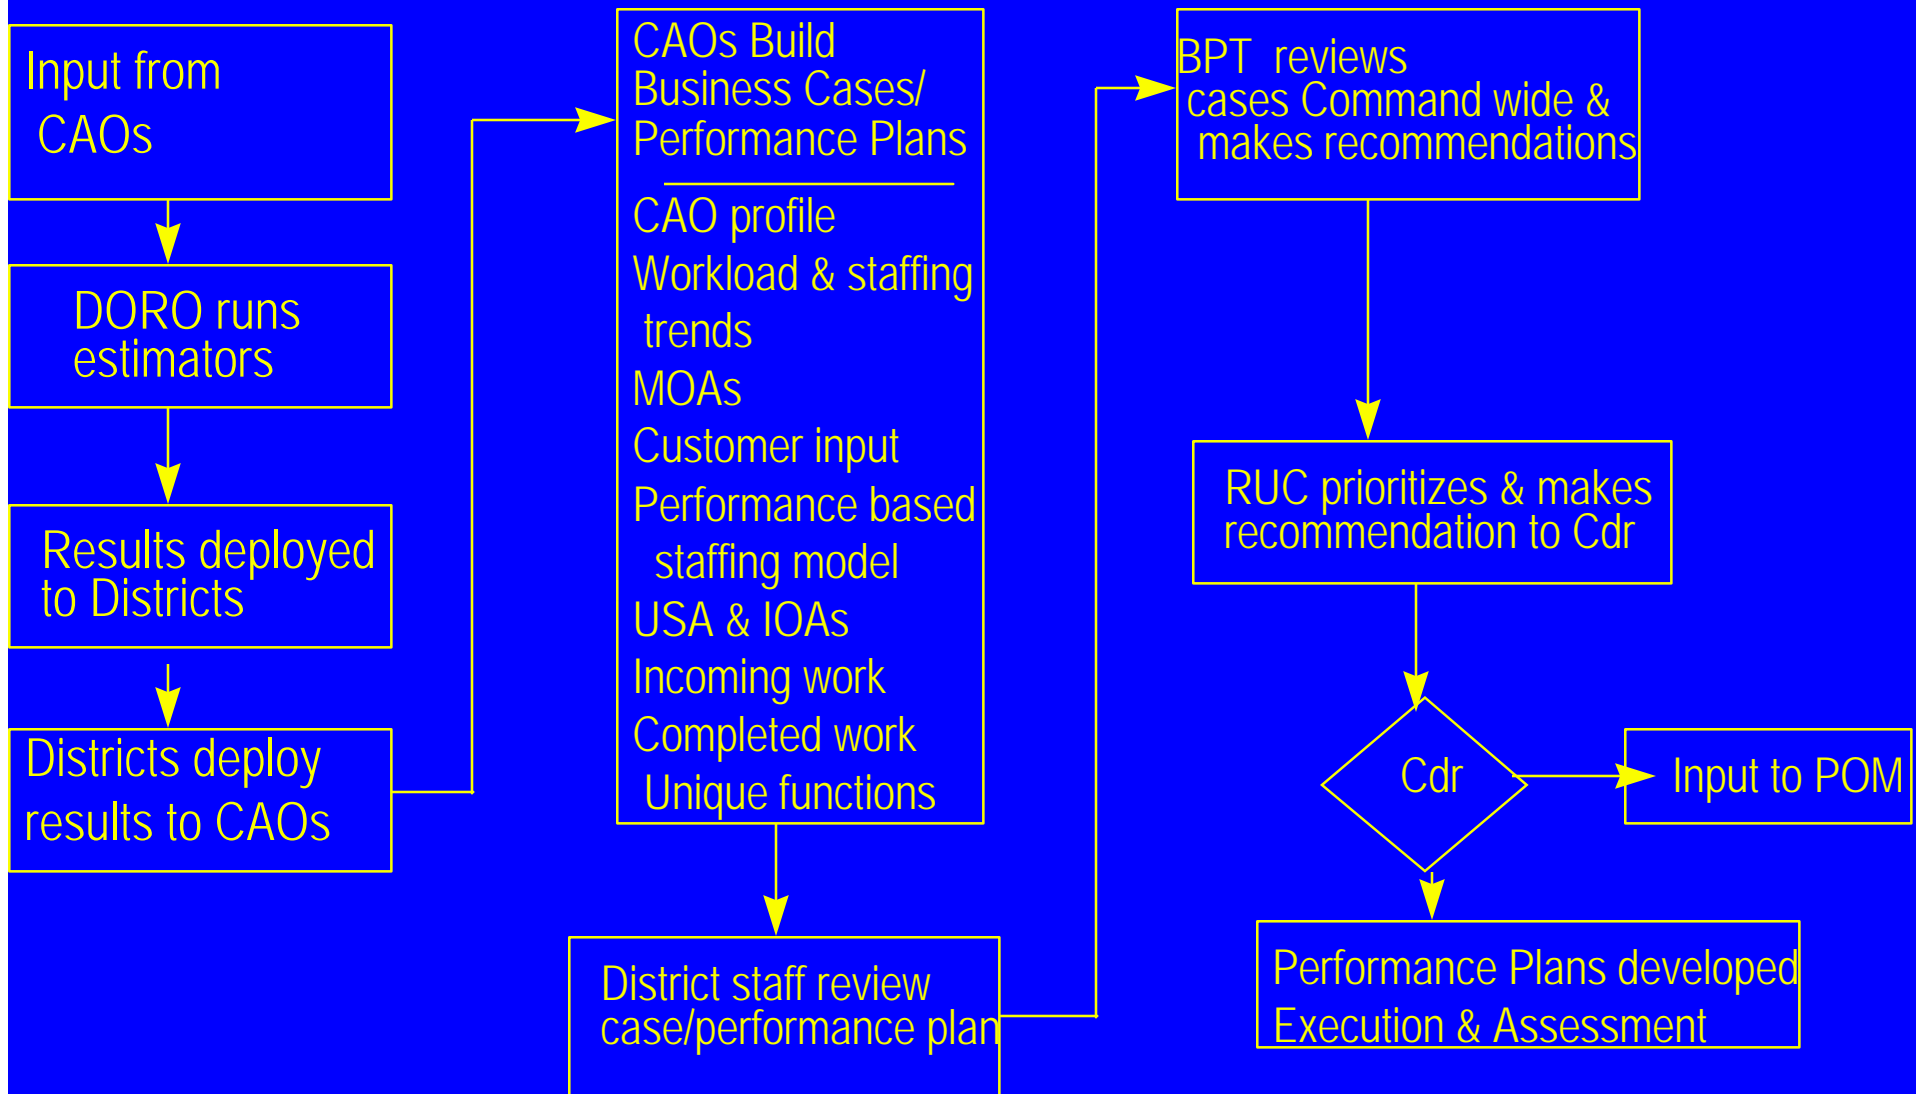 Input from
CAOs
DORO runs
estimators
Results deployed
to Districts
Districts deploy
results to CAOs
CAOs Build
Business Cases/
Performance Plans
CAO profile
Workload & staffing
trends
MOAs
Customer input
Performance based
staffing model
USA & IOAs
Incoming work
Completed work
Unique functions
District staff review
case/performance plan
BPT reviews
cases Command wide &
makes recommendations
RUC prioritizes & makes
recommendation to Cdr
Cdr
Input to POM
Performance Plans developed
Execution & Assessment